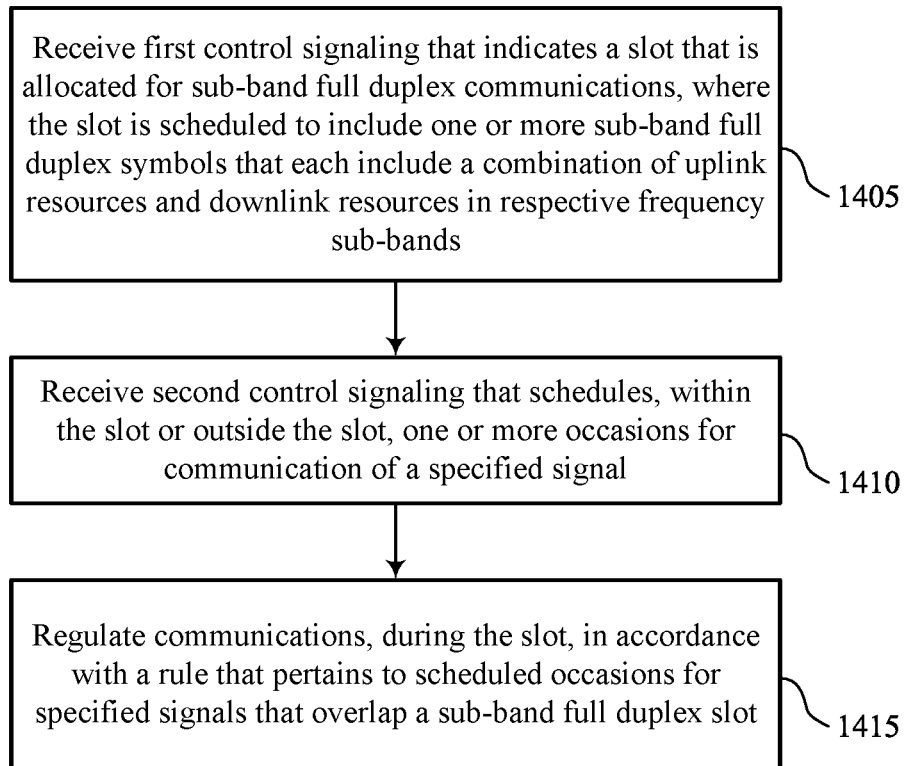 Receive first control signaling that indicates a slot that is
allocated for sub-band full duplex communications, where
the slot is scheduled to include one or more sub-band full
duplex symbols that each include a combination of uplink
resources and downlink resources in respective frequency
sub-bands
1405
Receive second control signaling that schedules, within
the slot or outside the slot, one or more occasions for
communication of a specified signal
1410
Regulate communications, during the slot, in accordance
with a rule that pertains to scheduled occasions for
specified signals that overlap a sub-band full duplex slot
1415